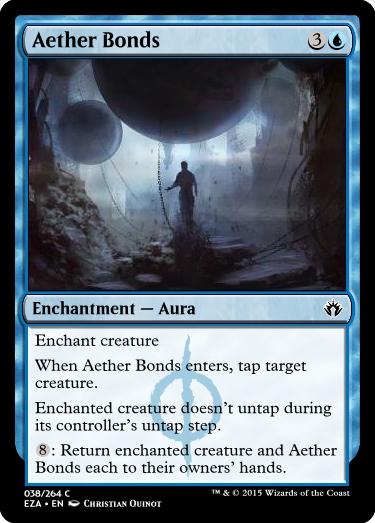 Aether Bonds 3
Enchantment — Aura
Enchant creature
When Aether Bonds enters, tap target
creature.
Enchanted creature doesn't untap during
its controller's untap step.
8: Return enchanted creature and Aether
Bonds each to their owners' hands.
038/264 C
EZA • EN Christian Quinot
™ & © 2015 Wizards of the Coast